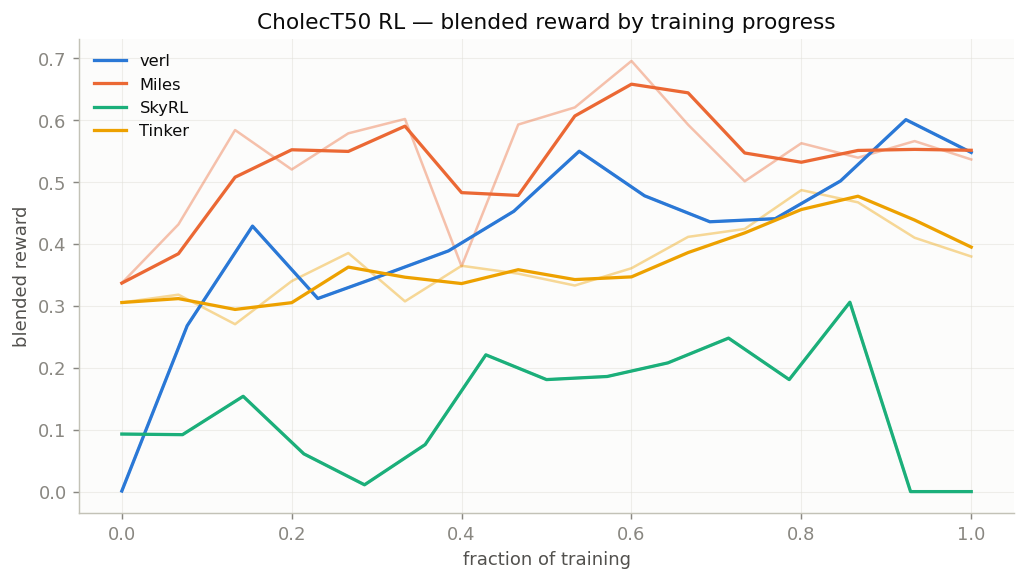 CholecT50 RL — blended reward by training progress
verl
Miles
SkyRL
Tinker
blended reward
0.7
0.6
0.5
0.4
0.3
0.2
0.1
0.0
0.0 0.2 0.4 0.6 0.8 1.0
fraction of training